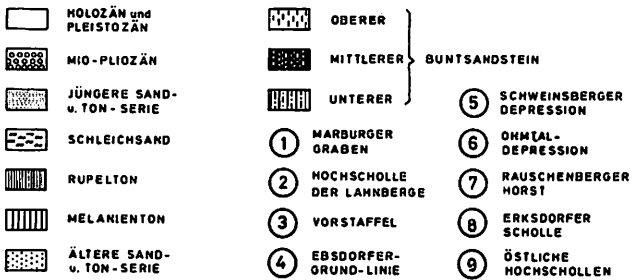 HOLOZÄN und
PLEISTOZÄN
MIO-PLIOZÄN
JÜNGERE SAND-
u. TON-SERIE
SCHLEICHSAND
RUPELTON
MELANIENTON
ÄLTERE SAND-
u. TON-SERIE
OBERER
MITTLERER
UNTERER
BUNTSANDSTEIN
1 MARBURGER
GRABEN
2 HOCHSCHOLLE
DER LAHNBERGE
3 VORSTAFFEL
4 EBSDORFER-
GRUND-LINIE
5 SCHWEINSBERGER
DEPRESSION
6 OHMTAL-
DEPRESSION
7 RAUSCHENBERGER
HORST
8 ERKSDORFER
SCHOLLE
9 ÖSTLICHE
HOCHSCHOLLEN